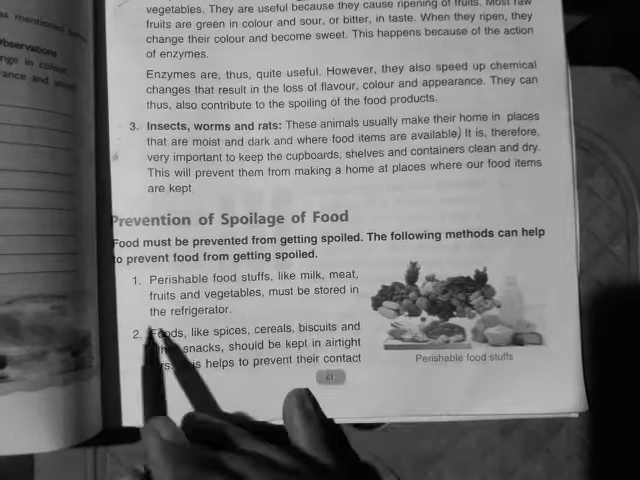 as mentioned
Observations
vegetables. They are useful because they cause ripening of fruits. Most raw
fruits are green in colour and sour, or bitter, in taste. When they ripen, they
change their colour and become sweet. This happens because of the action
of enzymes.
Enzymes are, thus, quite useful. However, they also speed up chemical
changes that result in the loss of flavour, colour and appearance. They can
thus, also contribute to the spoiling of the food products.
3. Insects, worms and rats: These animals usually make their home in places
that are moist and dark and where food items are available) It is, therefore,
very important to keep the cupboards, shelves and containers clean and dry.
This will prevent them from making a home at places where our food items
are kept.
Prevention of Spoilage of Food
Food must be prevented from getting spoiled. The following methods can help
to prevent food from getting spoiled.
1. Perishable food stuffs, like milk, meat,
fruits and vegetables, must be stored in
the refrigerator.
2. Foods, like spices, cereals, biscuits and
snacks, should be kept in airtight
helps to prevent their contact
Perishable food stuffs
61